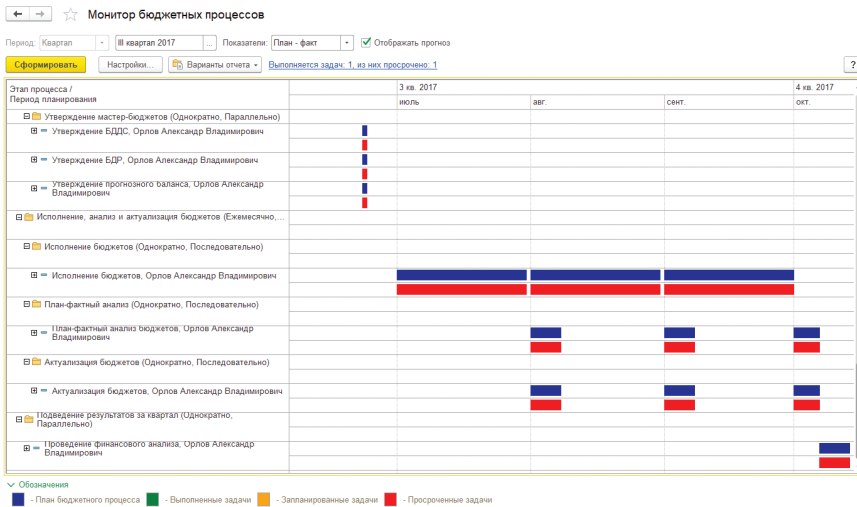 Монитор бюджетных процессов
Период: Квартал III квартал 2017 ... Показатели: План - факт Отображать прогноз
Сформировать Настройки... Варианты отчета Выполняется задач: 1, из них просрочено: 1 ?
Этап процесса / 3 кв. 2017 4 кв. 2017
Период планирования июль авг. сент. окт.
Утверждение мастер-бюджетов (Однократно, Параллельно)
Утверждение БДДС, Орлов Александр Владимирович
Утверждение БДР, Орлов Александр Владимирович
Утверждение прогнозного баланса, Орлов Александр
Владимирович
Исполнение, анализ и актуализация бюджетов (Ежемесячно,...
Исполнение бюджетов (Однократно, Последовательно)
Исполнение бюджетов, Орлов Александр Владимирович
План-фактный анализ (Однократно, Последовательно)
План-фактный анализ бюджетов, Орлов Александр
Владимирович
Актуализация бюджетов (Однократно, Последовательно)
Актуализация бюджетов, Орлов Александр Владимирович
Подведение результатов за квартал (Однократно,
Параллельно)
Проведение финансового анализа, Орлов Александр
Владимирович
Обозначения
- План бюджетного процесса - Выполненные задачи - Запланированные задачи - Просроченные задачи